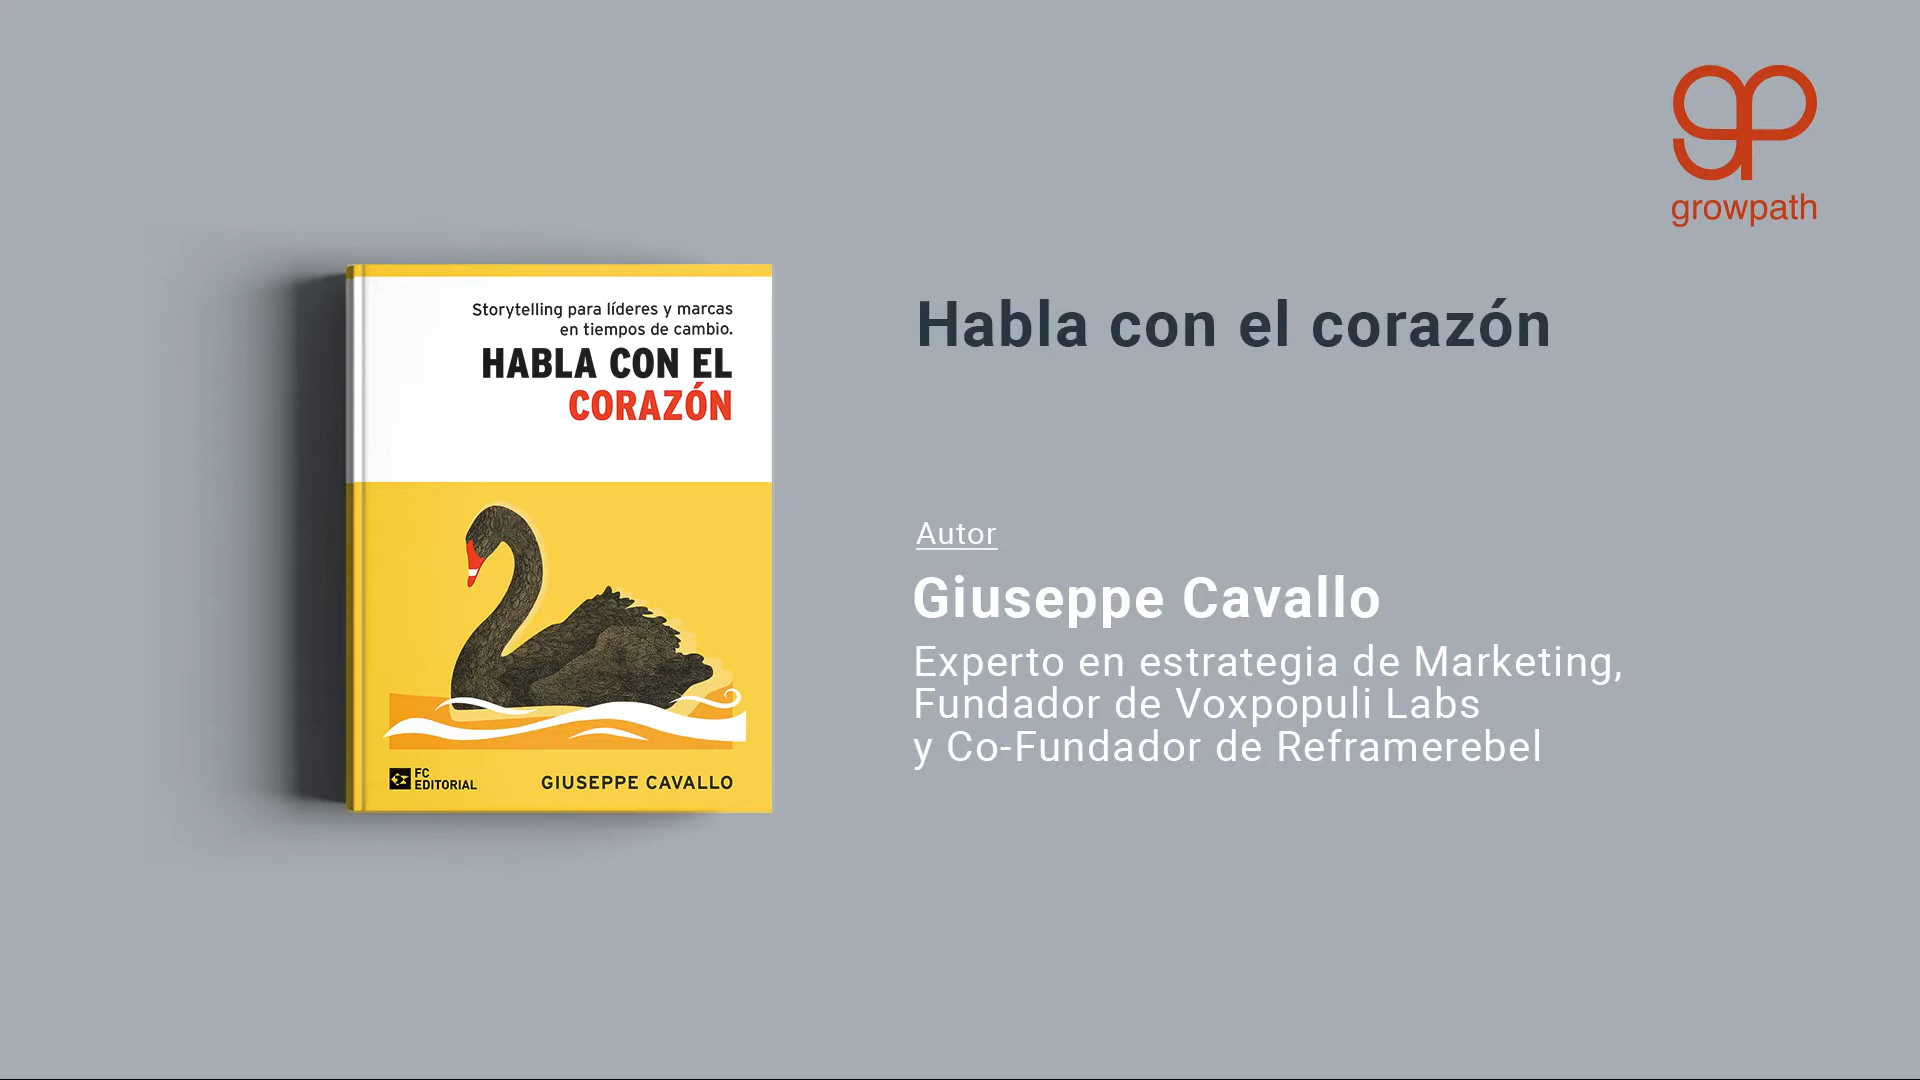 growpath
Storytelling para líderes y marcas
en tiempos de cambio.
HABLA CON EL
CORAZÓN
FC
EDITORIAL
GIUSEPPE CAVALLO
Habla con el corazón
Autor
Giuseppe Cavallo
Experto en estrategia de Marketing,
Fundador de Voxpopuli Labs
y Co-Fundador de Reframerebel